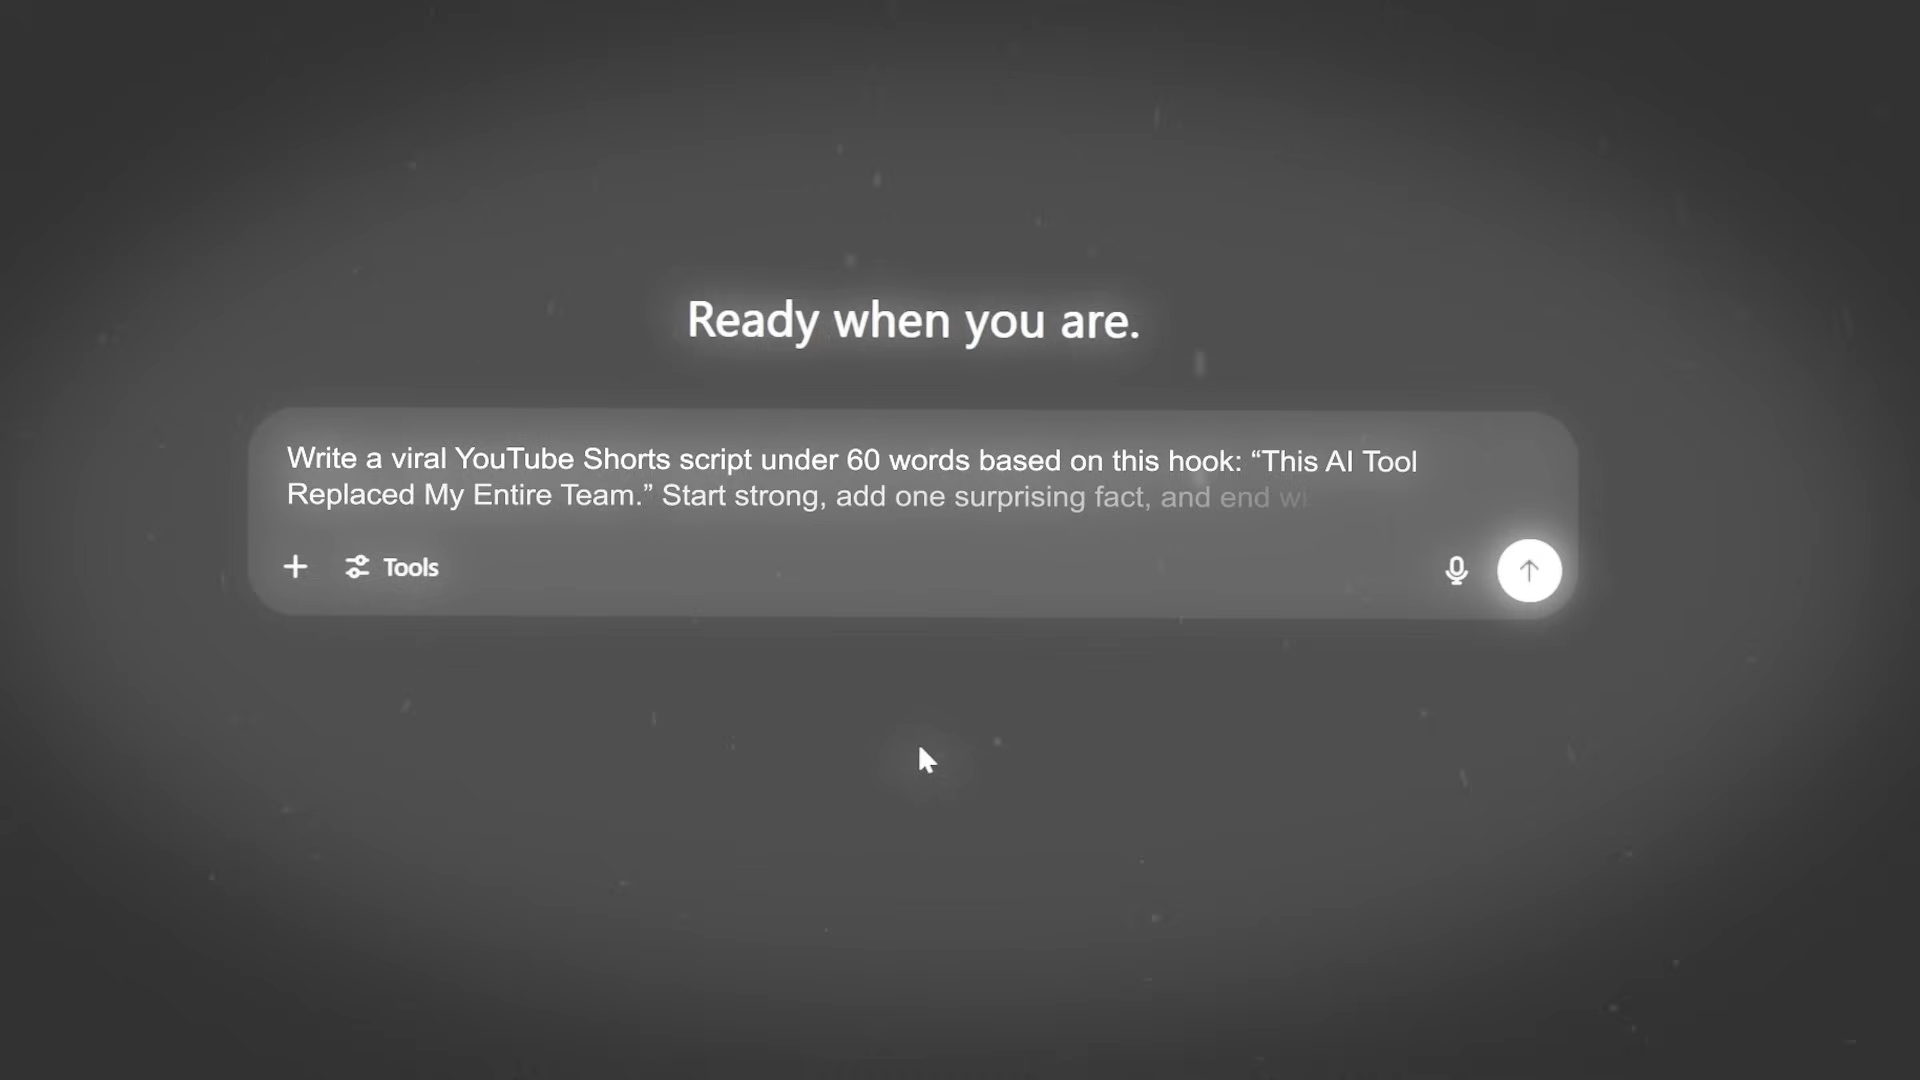 Ready when you are.
Write a viral YouTube Shorts script under 60 words based on this hook: “This AI Tool
Replaced My Entire Team.” Start strong, add one surprising fact, and end
Tools